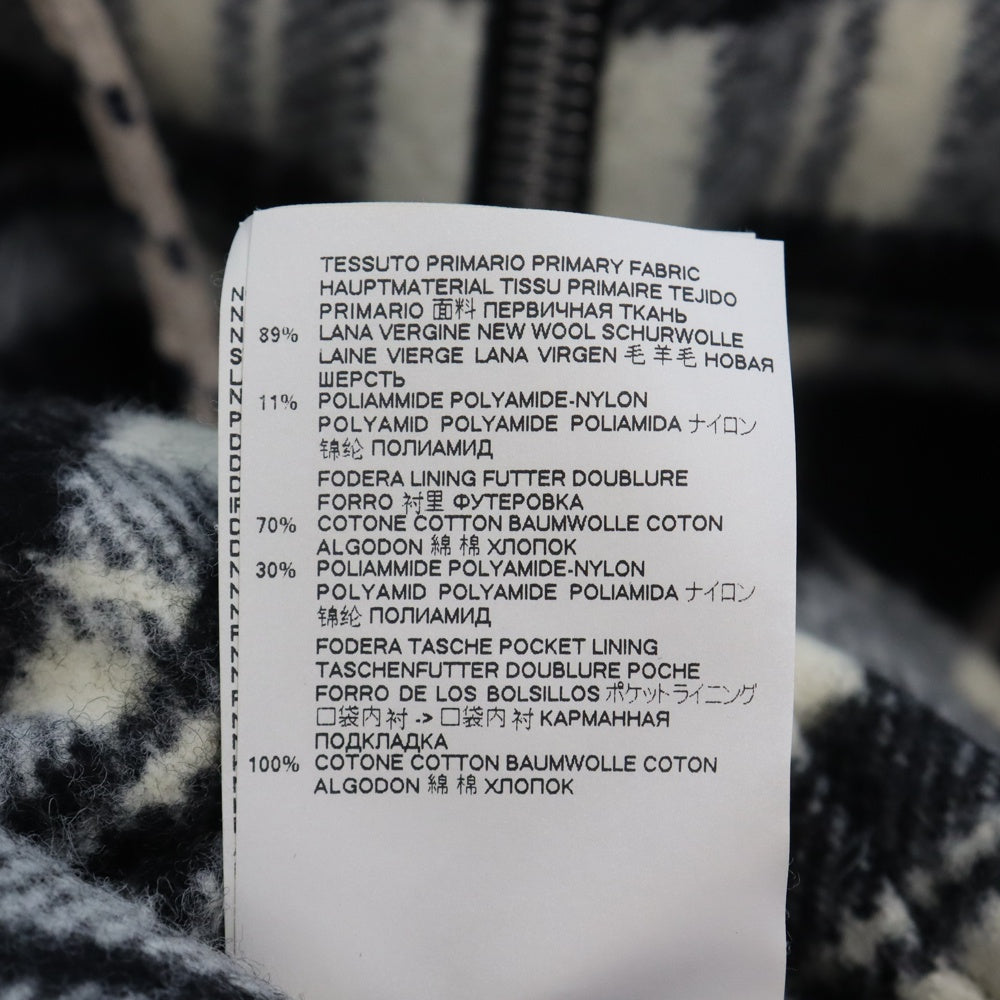 TESSUTO PRIMARIO PRIMARY FABRIC
HAUPTMATERIAL TISSU PRIMAIRE TEJIDO
PRIMARIO 面料 ПЕРВИЧНАЯ ТКАНЬ
89% LANA VERGINE NEW WOOL SCHURWOLLE
LAINE VIERGE LANA VIRGEN 毛 羊毛 НОВАЯ
ШЕРСТЬ
11% POLIAMMIDE POLYAMIDE-NYLON
POLYAMID POLYAMIDE POLIAMIDA ナイロン
锦纶 ПОЛИАМИД
FODERA LINING FUTTER DOUBLURE
FORRO 衬里 ФУТЕРОВКА
70% COTONE COTTON BAUMWOLLE COTON
ALGODON 綿 棉 ХЛОПОК
30% POLIAMMIDE POLYAMIDE-NYLON
POLYAMID POLYAMIDE POLIAMIDA ナイロン
锦纶 ПОЛИАМИД
FODERA TASCHE POCKET LINING
TASCHENFUTTER DOUBLURE POCHE
FORRO DE LOS BOLSILLOS ポケットライニング
口袋内衬 -> 口袋内衬 КАРМАННАЯ
ПОДКЛАДКА
100% COTONE COTTON BAUMWOLLE COTON
ALGODON 綿 棉 ХЛОПОК